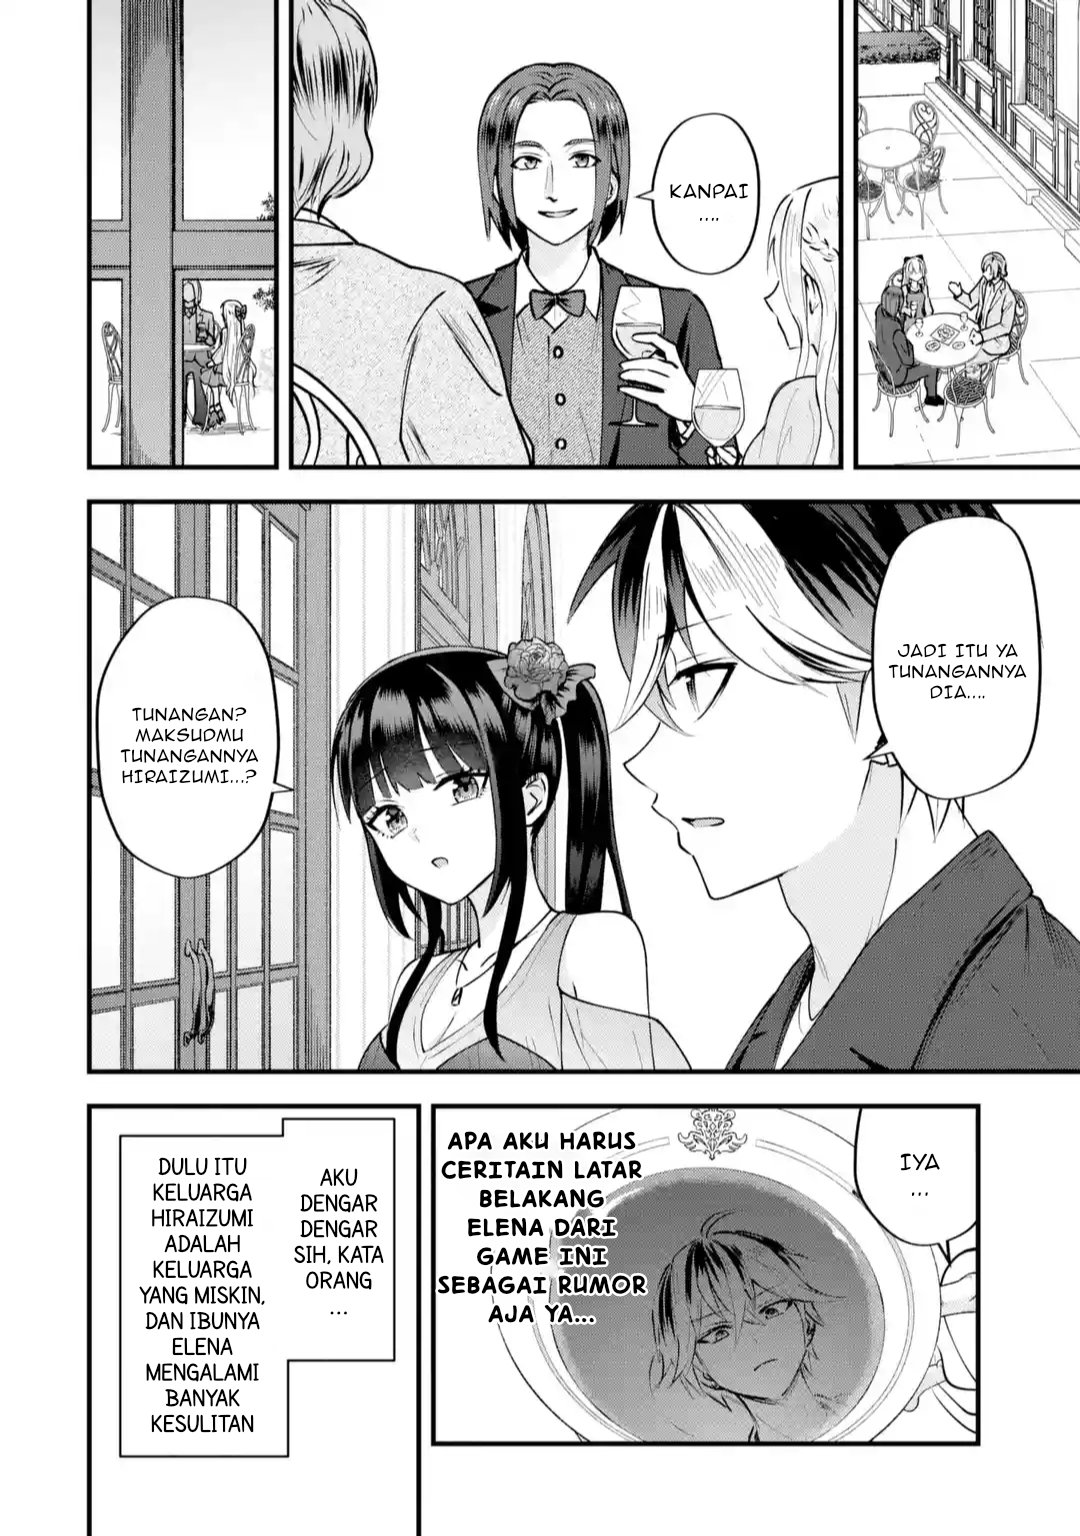 KANPAI
....
JADI ITU YA
TUNANGANNYA
DIA....
TUNANGAN?
MAKSUDMU
TUNANGANNYA
HIRAIZUMI...?
IYA
...
APA AKU HARUS
CERITAIN LATAR
BELAKANG
ELENA DARI
GAME INI
SEBAGAI RUMOR
AJA YA...
AKU
DENGAR
DENGAR
SIH, KATA
ORANG
...
DULU ITU
KELUARGA
HIRAIZUMI
ADALAH
KELUARGA
YANG MISKIN,
DAN IBUNYA
ELENA
MENGALAMI
BANYAK
KESULITAN